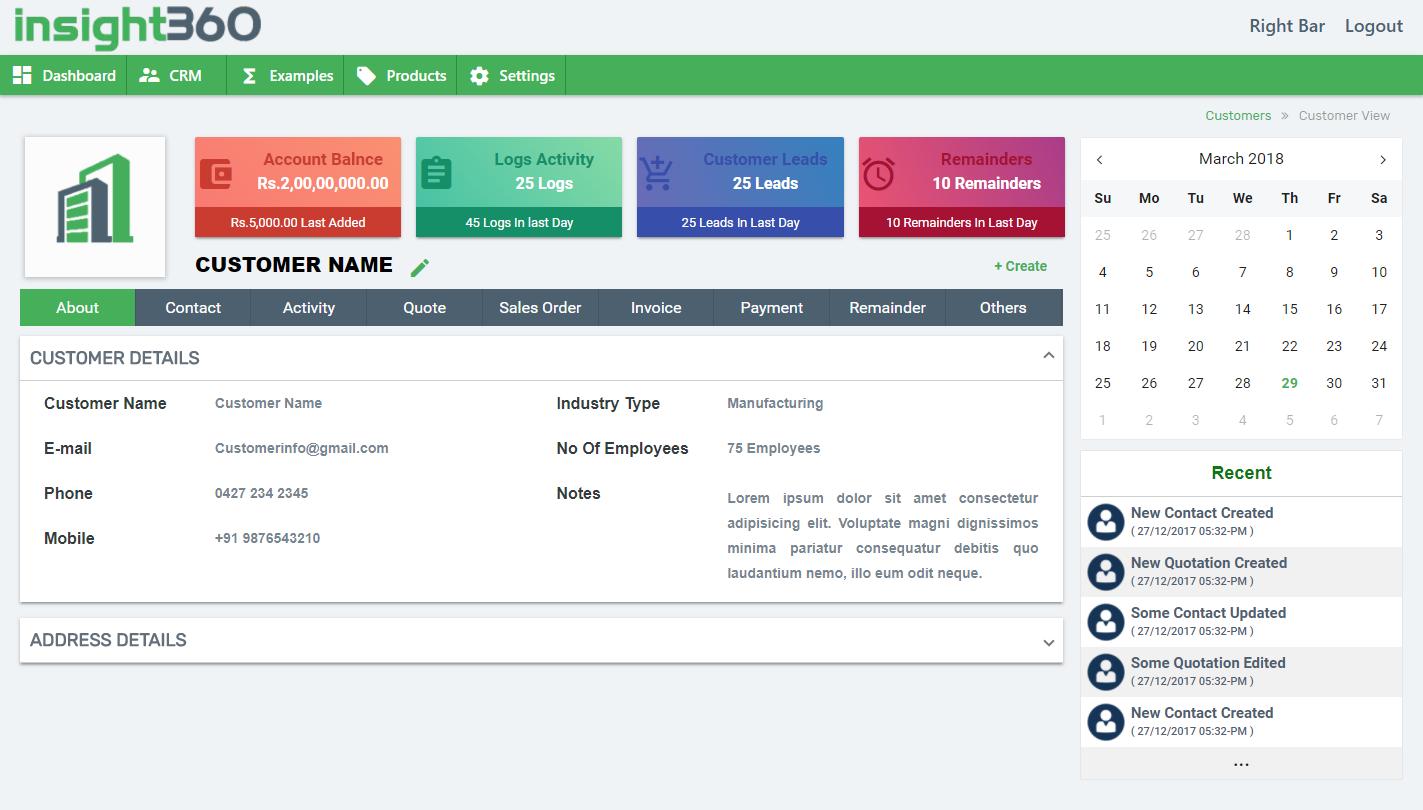 insight360
Right Bar Logout
Dashboard CRM Examples Products Settings
Customers » Customer View
Account Balnce
Rs.2,00,00,000.00
Rs.5,000.00 Last Added
Logs Activity
25 Logs
45 Logs In last Day
Customer Leads
25 Leads
25 Leads In Last Day
Remainders
10 Remainders
10 Remainders In Last Day
CUSTOMER NAME
+ Create
About Contact Activity Quote Sales Order Invoice Payment Remainder Others
CUSTOMER DETAILS
Customer Name Customer Name
E-mail Customerinfo@gmail.com
Phone 0427 234 2345
Mobile +91 9876543210
Industry Type Manufacturing
No Of Employees 75 Employees
Notes Lorem ipsum dolor sit amet consectetur
adipisicing elit. Voluptate magni dignissimos
minima pariatur consequatur debitis quo
laudantium nemo, illo eum odit neque.
ADDRESS DETAILS
‹ March 2018 ›
Su Mo Tu We Th Fr Sa
25 26 27 28 1 2 3
4 5 6 7 8 9 10
11 12 13 14 15 16 17
18 19 20 21 22 23 24
25 26 27 28 29 30 31
1 2 3 4 5 6 7
Recent
New Contact Created
( 27/12/2017 05:32-PM )
New Quotation Created
( 27/12/2017 05:32-PM )
Some Contact Updated
( 27/12/2017 05:32-PM )
Some Quotation Edited
( 27/12/2017 05:32-PM )
New Contact Created
( 27/12/2017 05:32-PM )
...